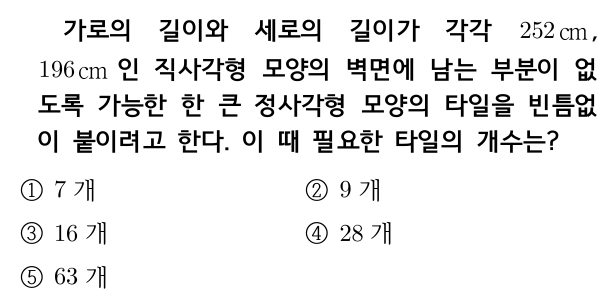 가로의 길이와 세로의 길이가 각각 252 cm,
196 cm 인 직사각형 모양의 벽면에 남는 부분이 없
도록 가능한 한 큰 정사각형 모양의 타일을 빈틈없
이 붙이려고 한다. 이 때 필요한 타일의 개수는?
① 7 개 ② 9 개
③ 16 개 ④ 28 개
⑤ 63 개